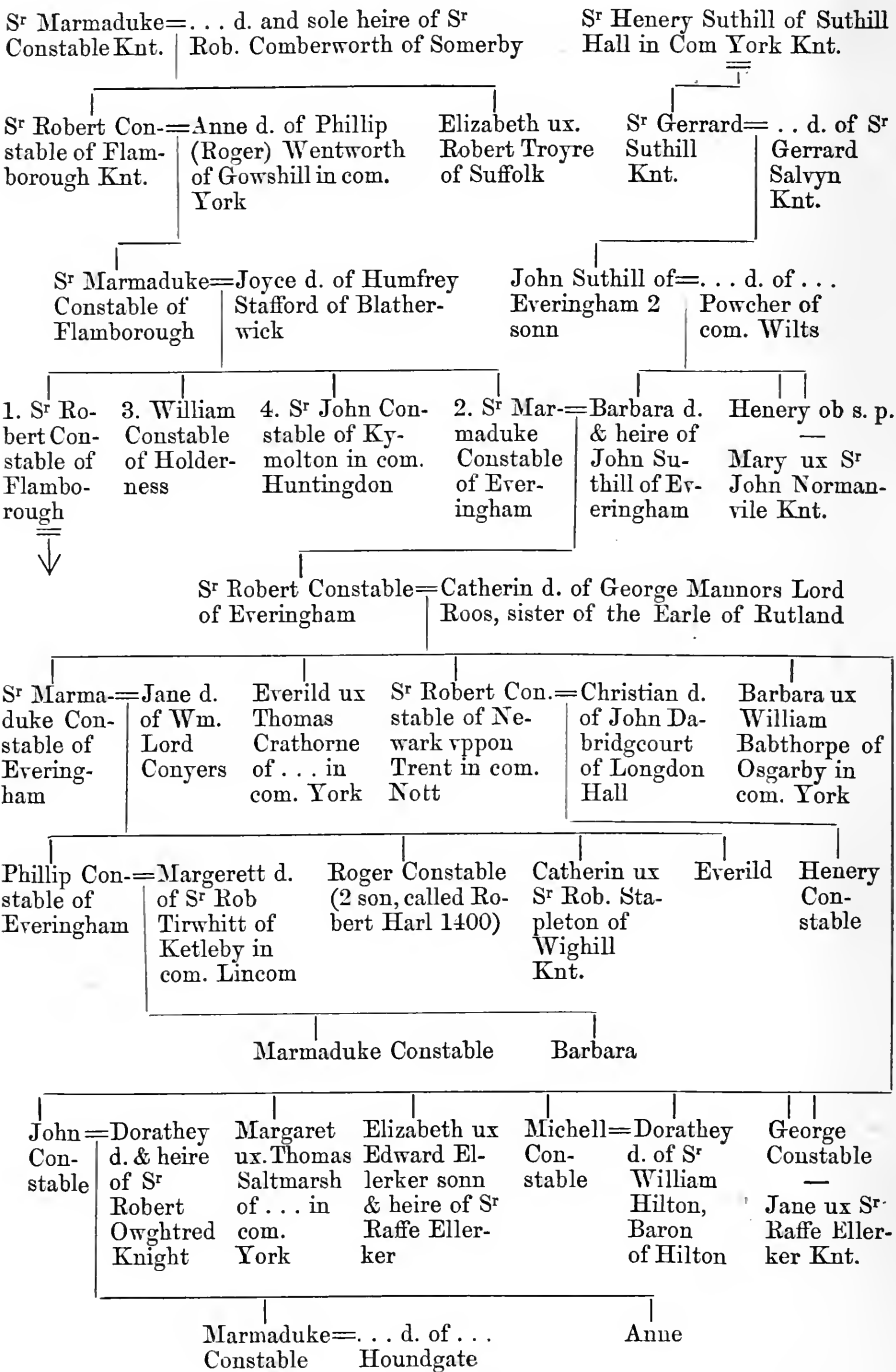 Sr Marmaduke=. . . d. and sole heire of Sr
Constable Knt. Rob. Comberworth of Somerby
Sr Henery Suthill of Suthill
Hall in Com York Knt.
Sr Robert Con-
stable of Flam-
borough Knt.
=Anne d. of Phillip
(Roger) Wentworth
of Gowshill in com.
York
Elizabeth ux.
Robert Troyre
of Suffolk
Sr Gerrard=
Suthill
Knt.
. . d. of Sr
Gerrard
Salvyn
Knt.
Sr Marmaduke=
Constable of
Flamborough
Joyce d. of Humfrey
Stafford of Blather-
wick
John Suthill of=
Everingham 2
sonn
. . . d. of . . .
Powcher of
com. Wilts
1. Sr Ro-
bert Con-
stable of
Flambo-
rough
3. William
Constable
of Holder-
ness
4. Sr John Con-
stable of Ky-
molton in com.
Huntingdon
2. Sr Mar-=
maduke
Constable
of Ever-
ingham
Barbara d.
& heire of
John Su-
thill of Ev-
eringham
Henery ob s. p.
—
Mary ux Sr
John Norman-
vile Knt.
Sr Robert Constable=
of Everingham
Catherin d. of George Mannors Lord
Roos, sister of the Earle of Rutland
Sr Marma-=
duke Con-
stable of
Evering-
ham
Jane d.
of Wm.
Lord
Conyers
Everild ux
Thomas
Crathorne
of . . . in
com. York
Sr Robert Con.=
stable of Ne-
wark vppon
Trent in com.
Nott
Christian d.
of John Da-
bridgcourt
of Longdon
Hall
Barbara ux
William
Babthorpe of
Osgarby in
com. York
Phillip Con-=
stable of
Everingham
Margerett d.
of Sr Rob
Tirwhitt of
Ketleby in
com. Lincom
Roger Constable
(2 son, called Ro-
bert Harl 1400)
Catherin ux
Sr Rob. Sta-
pleton of
Wighill
Knt.
Everild
Henery
Con-
stable
Marmaduke Constable
Barbara
John=
Con-
stable
Dorathey
d. & heire
of Sr
Robert
Owghtred
Knight
Margaret
ux. Thomas
Saltmarsh
of . . . in
com.
York
Elizabeth ux
Edward El-
lerker sonn
& heire of Sr
Raffe Eller-
ker
Michell=
Con-
stable
Dorathey
d. of Sr
William
Hilton,
Baron
of Hilton
George
Constable
—
Jane ux Sr
Raffe Eller-
ker Knt.
Marmaduke=
Constable
. . . d. of . . .
Houndgate
Anne